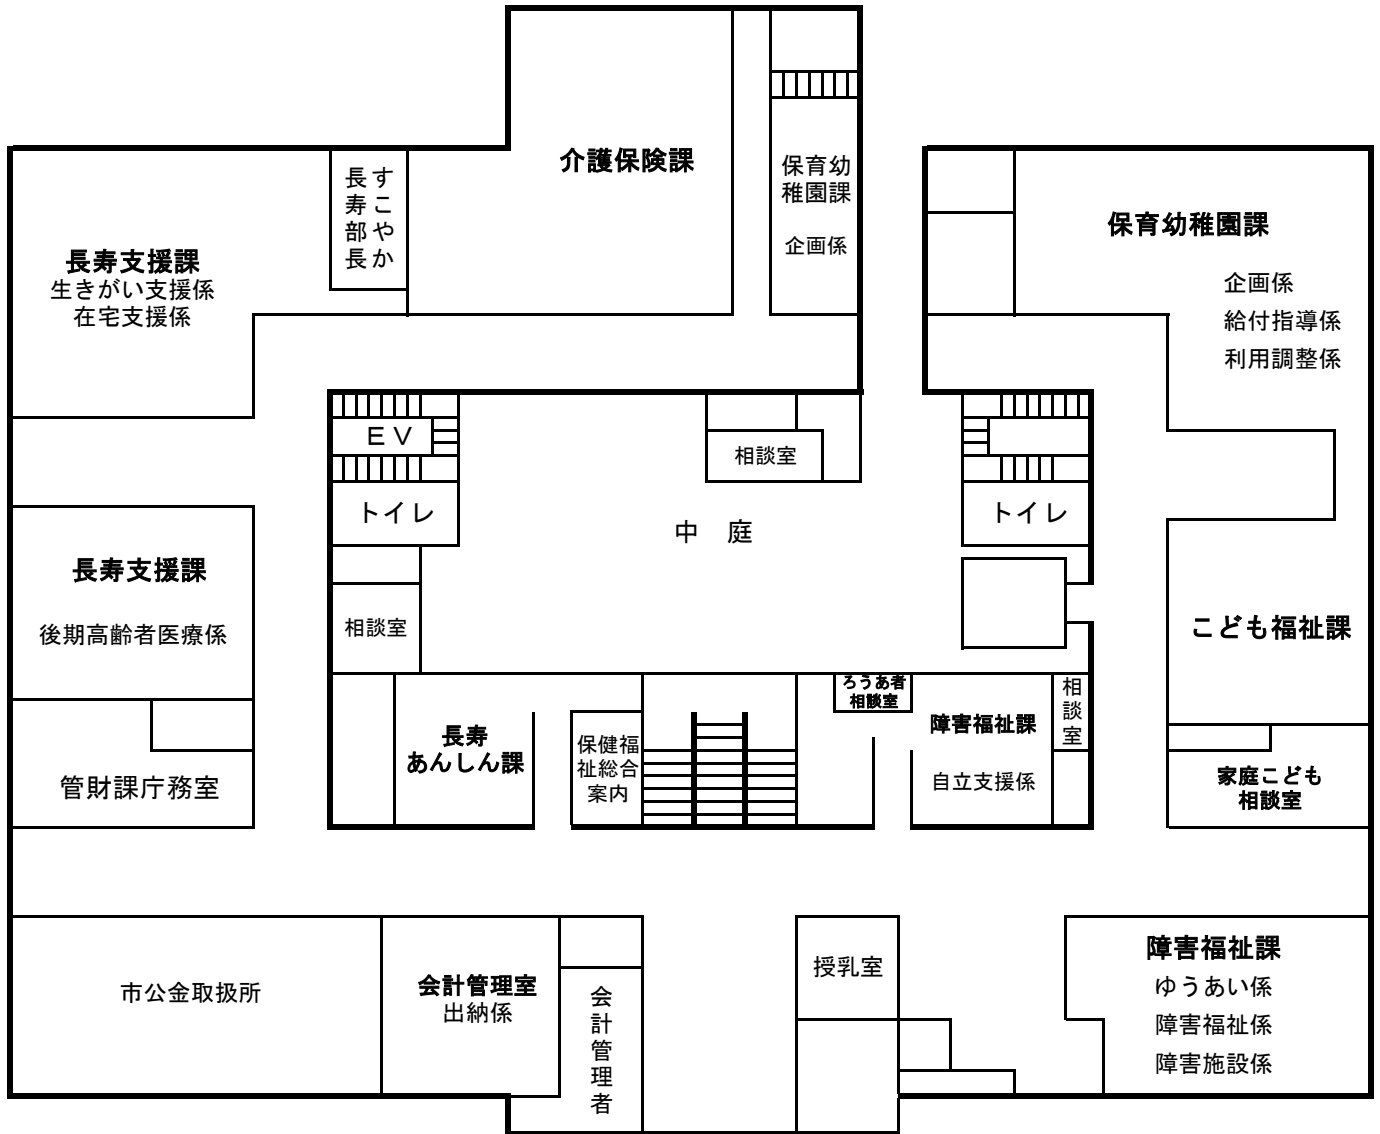 介護保険課
保育幼
稚園課
企画係
すこやか
長寿部長
長寿支援課
生きがい支援係
在宅支援係
保育幼稚園課
企画係
給付指導係
利用調整係
ＥＶ
トイレ
相談室
トイレ
中　庭
長寿支援課
後期高齢者医療係
相談室
こども福祉課
ろうあ者
相談室
障害福祉課
自立支援係
相談室
長寿
あんしん課
保健福
祉総合
案内
管財課庁務室
家庭こども
相談室
市公金取扱所
会計管理室
出納係
会計管理者
授乳室
障害福祉課
ゆうあい係
障害福祉係
障害施設係